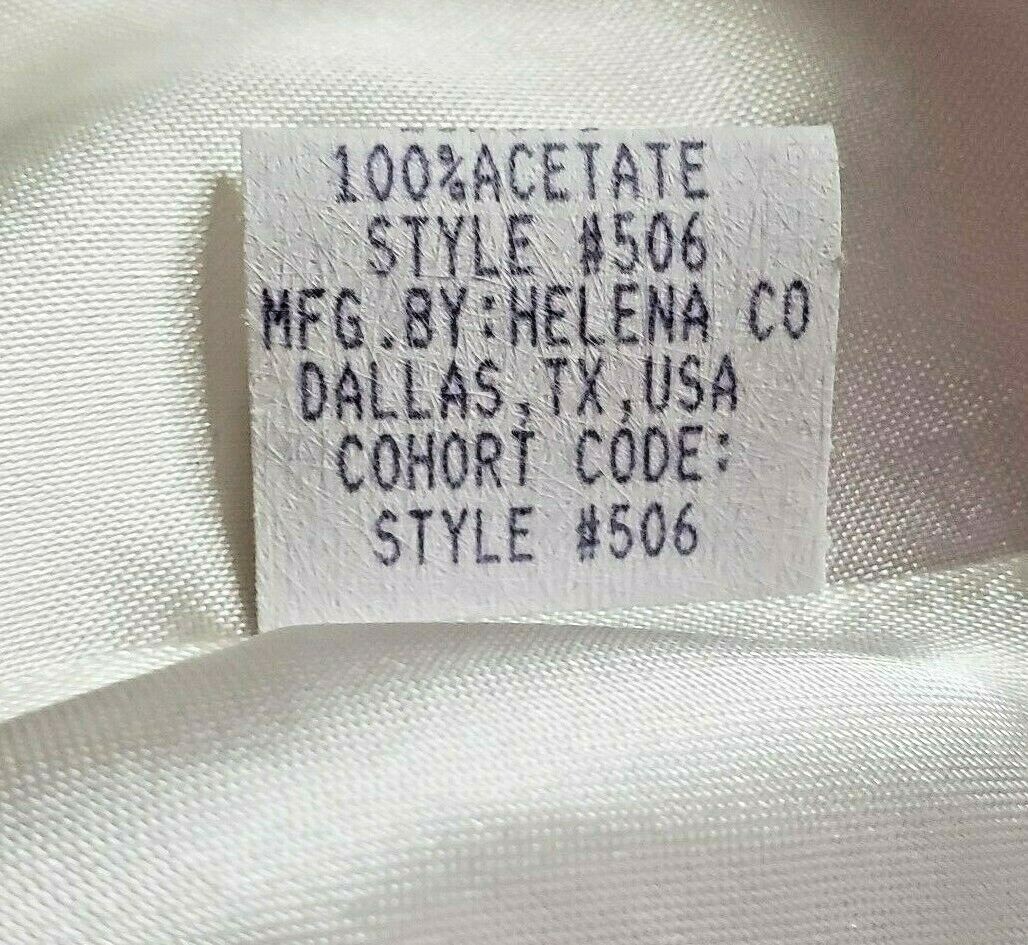 100%ACETATE
STYLE #506
MFG.BY:HELENA CO
DALLAS,TX,USA
COHORT CODE:
STYLE #506